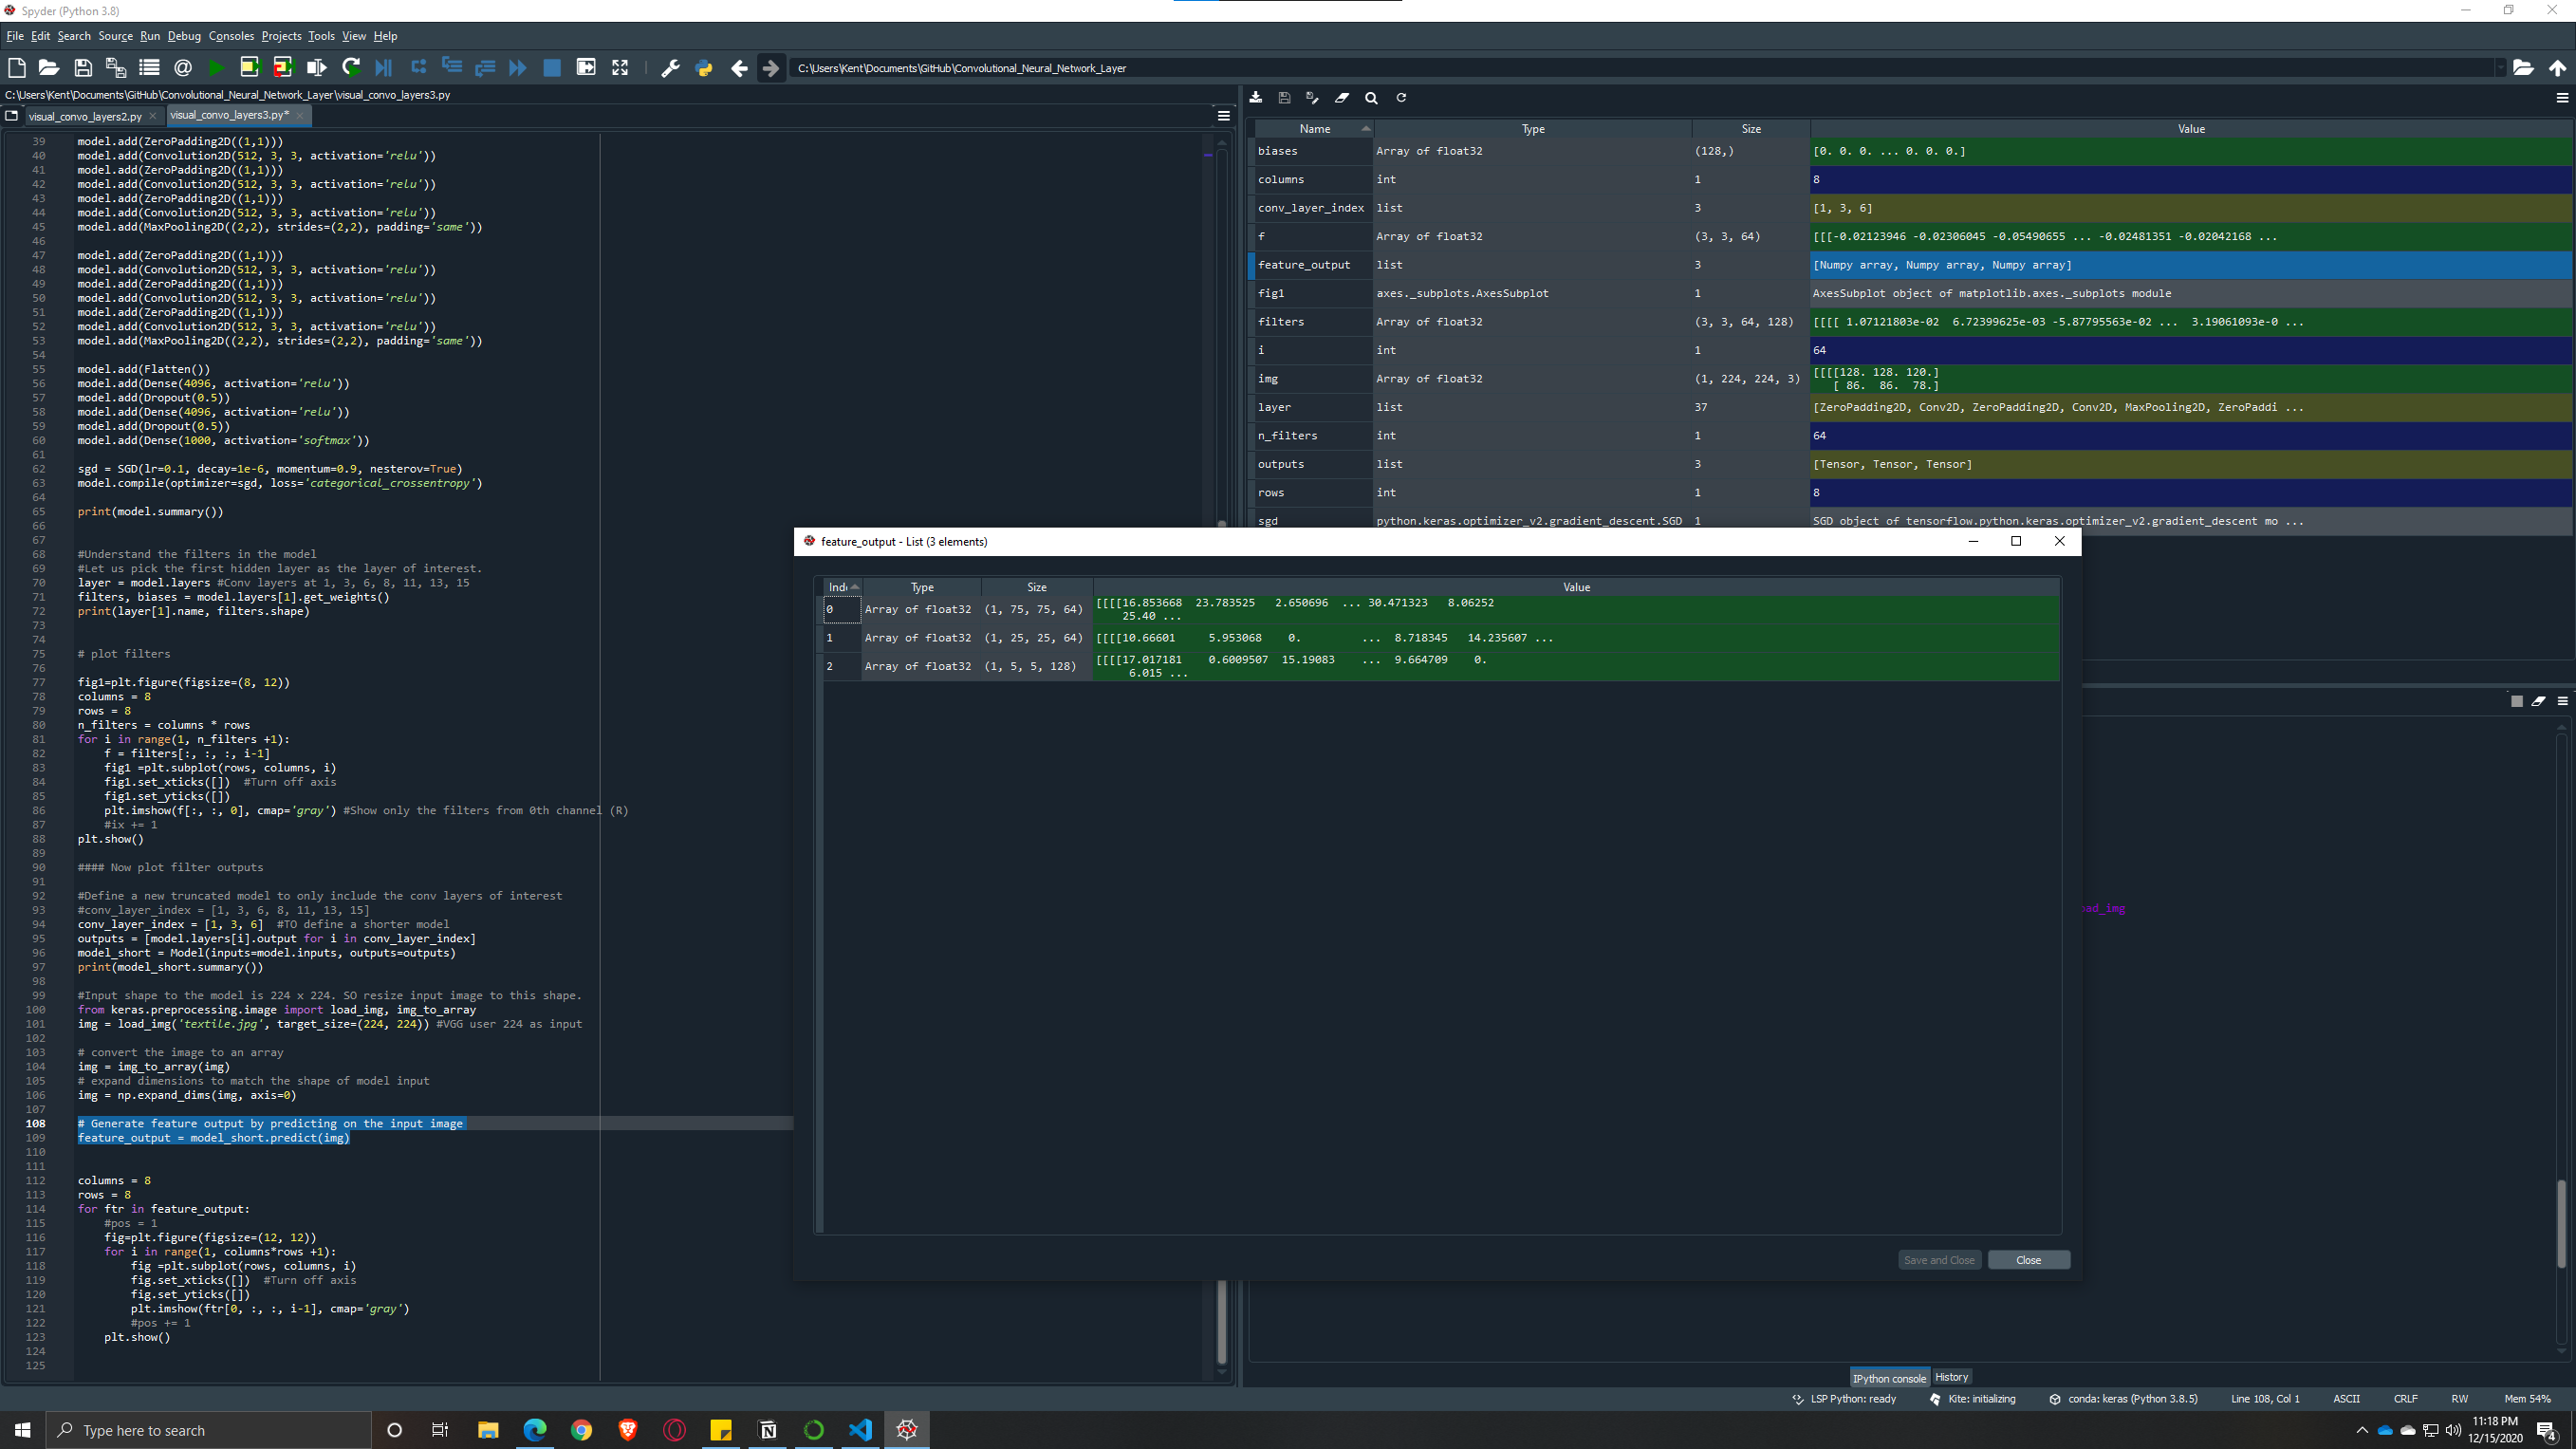 Spyder (Python 3.8)
File Edit Search Source Run Debug Consoles Projects Tools View Help
C:\Users\Kent\Documents\GitHub\Convolutional_Neural_Network_Layer
C:\Users\Kent\Documents\GitHub\Convolutional_Neural_Network_Layer\visual_convo_layers3.py
visual_convo_layers2.py visual_convo_layers3.py*
39 model.add(ZeroPadding2D((1,1)))
40 model.add(Convolution2D(512, 3, 3, activation='relu'))
41 model.add(ZeroPadding2D((1,1)))
42 model.add(Convolution2D(512, 3, 3, activation='relu'))
43 model.add(ZeroPadding2D((1,1)))
44 model.add(Convolution2D(512, 3, 3, activation='relu'))
45 model.add(MaxPooling2D((2,2), strides=(2,2), padding='same'))
46
47 model.add(ZeroPadding2D((1,1)))
48 model.add(Convolution2D(512, 3, 3, activation='relu'))
49 model.add(ZeroPadding2D((1,1)))
50 model.add(Convolution2D(512, 3, 3, activation='relu'))
51 model.add(ZeroPadding2D((1,1)))
52 model.add(Convolution2D(512, 3, 3, activation='relu'))
53 model.add(MaxPooling2D((2,2), strides=(2,2), padding='same'))
54
55 model.add(Flatten())
56 model.add(Dense(4096, activation='relu'))
57 model.add(Dropout(0.5))
58 model.add(Dense(4096, activation='relu'))
59 model.add(Dropout(0.5))
60 model.add(Dense(1000, activation='softmax'))
61
62 sgd = SGD(lr=0.1, decay=1e-6, momentum=0.9, nesterov=True)
63 model.compile(optimizer=sgd, loss='categorical_crossentropy')
64
65 print(model.summary())
66
67
68 #Understand the filters in the model
69 #Let us pick the first hidden layer as the layer of interest.
70 layer = model.layers #Conv layers at 1, 3, 6, 8, 11, 13, 15
71 filters, biases = model.layers[1].get_weights()
72 print(layer[1].name, filters.shape)
73
74
75 # plot filters
76
77 fig1=plt.figure(figsize=(8, 12))
78 columns = 8
79 rows = 8
80 n_filters = columns * rows
81 for i in range(1, n_filters +1):
82 f = filters[:, :, :, i-1]
83 fig1 =plt.subplot(rows, columns, i)
84 fig1.set_xticks([]) #Turn off axis
85 fig1.set_yticks([])
86 plt.imshow(f[:, :, 0], cmap='gray') #Show only the filters from 0th channel (R)
87 #ix += 1
88 plt.show()
89
90 #### Now plot filter outputs
91
92 #Define a new truncated model to only include the conv layers of interest
93 #conv_layer_index = [1, 3, 6, 8, 11, 13, 15]
94 conv_layer_index = [1, 3, 6] #TO define a shorter model
95 outputs = [model.layers[i].output for i in conv_layer_index]
96 model_short = Model(inputs=model.inputs, outputs=outputs)
97 print(model_short.summary())
98
99 #Input shape to the model is 224 x 224. SO resize input image to this shape.
100 from keras.preprocessing.image import load_img, img_to_array
101 img = load_img('textile.jpg', target_size=(224, 224)) #VGG user 224 as input
102
103 # convert the image to an array
104 img = img_to_array(img)
105 # expand dimensions to match the shape of model input
106 img = np.expand_dims(img, axis=0)
107
108 # Generate feature output by predicting on the input image
109 feature_output = model_short.predict(img)
110
111
112 columns = 8
113 rows = 8
114 for ftr in feature_output:
115 #pos = 1
116 fig=plt.figure(figsize=(12, 12))
117 for i in range(1, columns*rows +1):
118 fig =plt.subplot(rows, columns, i)
119 fig.set_xticks([]) #Turn off axis
120 fig.set_yticks([])
121 plt.imshow(ftr[0, :, :, i-1], cmap='gray')
122 #pos += 1
123 plt.show()
124
125
Name Type Size Value
biases Array of float32 (128,) [0. 0. 0. ... 0. 0. 0.]
columns int 1 8
conv_layer_index list 3 [1, 3, 6]
f Array of float32 (3, 3, 64) [[[-0.02123946 -0.02306045 -0.05490655 ... -0.02481351 -0.02042168 ...
feature_output list 3 [Numpy array, Numpy array, Numpy array]
fig1 axes._subplots.AxesSubplot 1 AxesSubplot object of matplotlib.axes._subplots module
filters Array of float32 (3, 3, 64, 128) [[[[ 1.07121803e-02 6.72399625e-03 -5.87795563e-02 ... 3.19061093e-0 ...
i int 1 64
img Array of float32 (1, 224, 224, 3) [[[[128. 128. 120.]
[ 86. 86. 78.]
layer list 37 [ZeroPadding2D, Conv2D, ZeroPadding2D, Conv2D, MaxPooling2D, ZeroPaddi ...
n_filters int 1 64
outputs list 3 [Tensor, Tensor, Tensor]
rows int 1 8
sgd python.keras.optimizer_v2.gradient_descent.SGD 1 SGD object of tensorflow.python.keras.optimizer_v2.gradient_descent mo ...
feature_output - List (3 elements)
Ind Type Size Value
0 Array of float32 (1, 75, 75, 64) [[[[16.853668 23.783525 2.650696 ... 30.471323 8.06252
25.40 ...
1 Array of float32 (1, 25, 25, 64) [[[[10.66601 5.953068 0. ... 8.718345 14.235607 ...
2 Array of float32 (1, 5, 5, 128) [[[[17.017181 0.6009507 15.19083 ... 9.664709 0.
6.015 ...
Save and Close Close
ad_img
IPython console History
LSP Python: ready Kite: initializing conda: keras (Python 3.8.5) Line 108, Col 1 ASCII CRLF RW Mem 54%
Type here to search
11:18 PM
12/15/2020
4